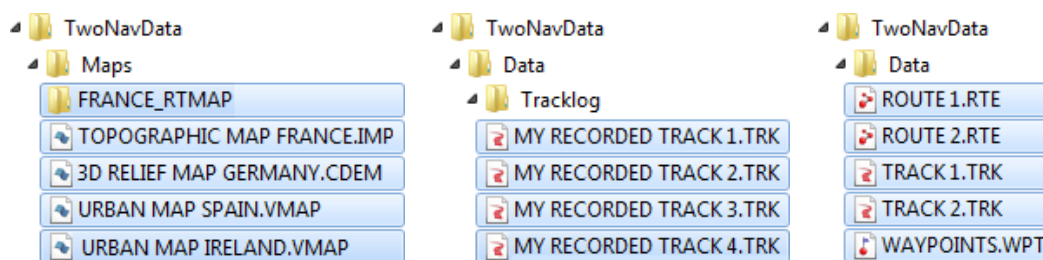 TwoNavData
Maps
FRANCE_RTMAP
TOPOGRAPHIC MAP FRANCE.IMP
3D RELIEF MAP GERMANY.CDEM
URBAN MAP SPAIN.VMAP
URBAN MAP IRELAND.VMAP
TwoNavData
Data
Tracklog
MY RECORDED TRACK 1.TRK
MY RECORDED TRACK 2.TRK
MY RECORDED TRACK 3.TRK
MY RECORDED TRACK 4.TRK
TwoNavData
Data
ROUTE 1.RTE
ROUTE 2.RTE
TRACK 1.TRK
TRACK 2.TRK
WAYPOINTS.WPT